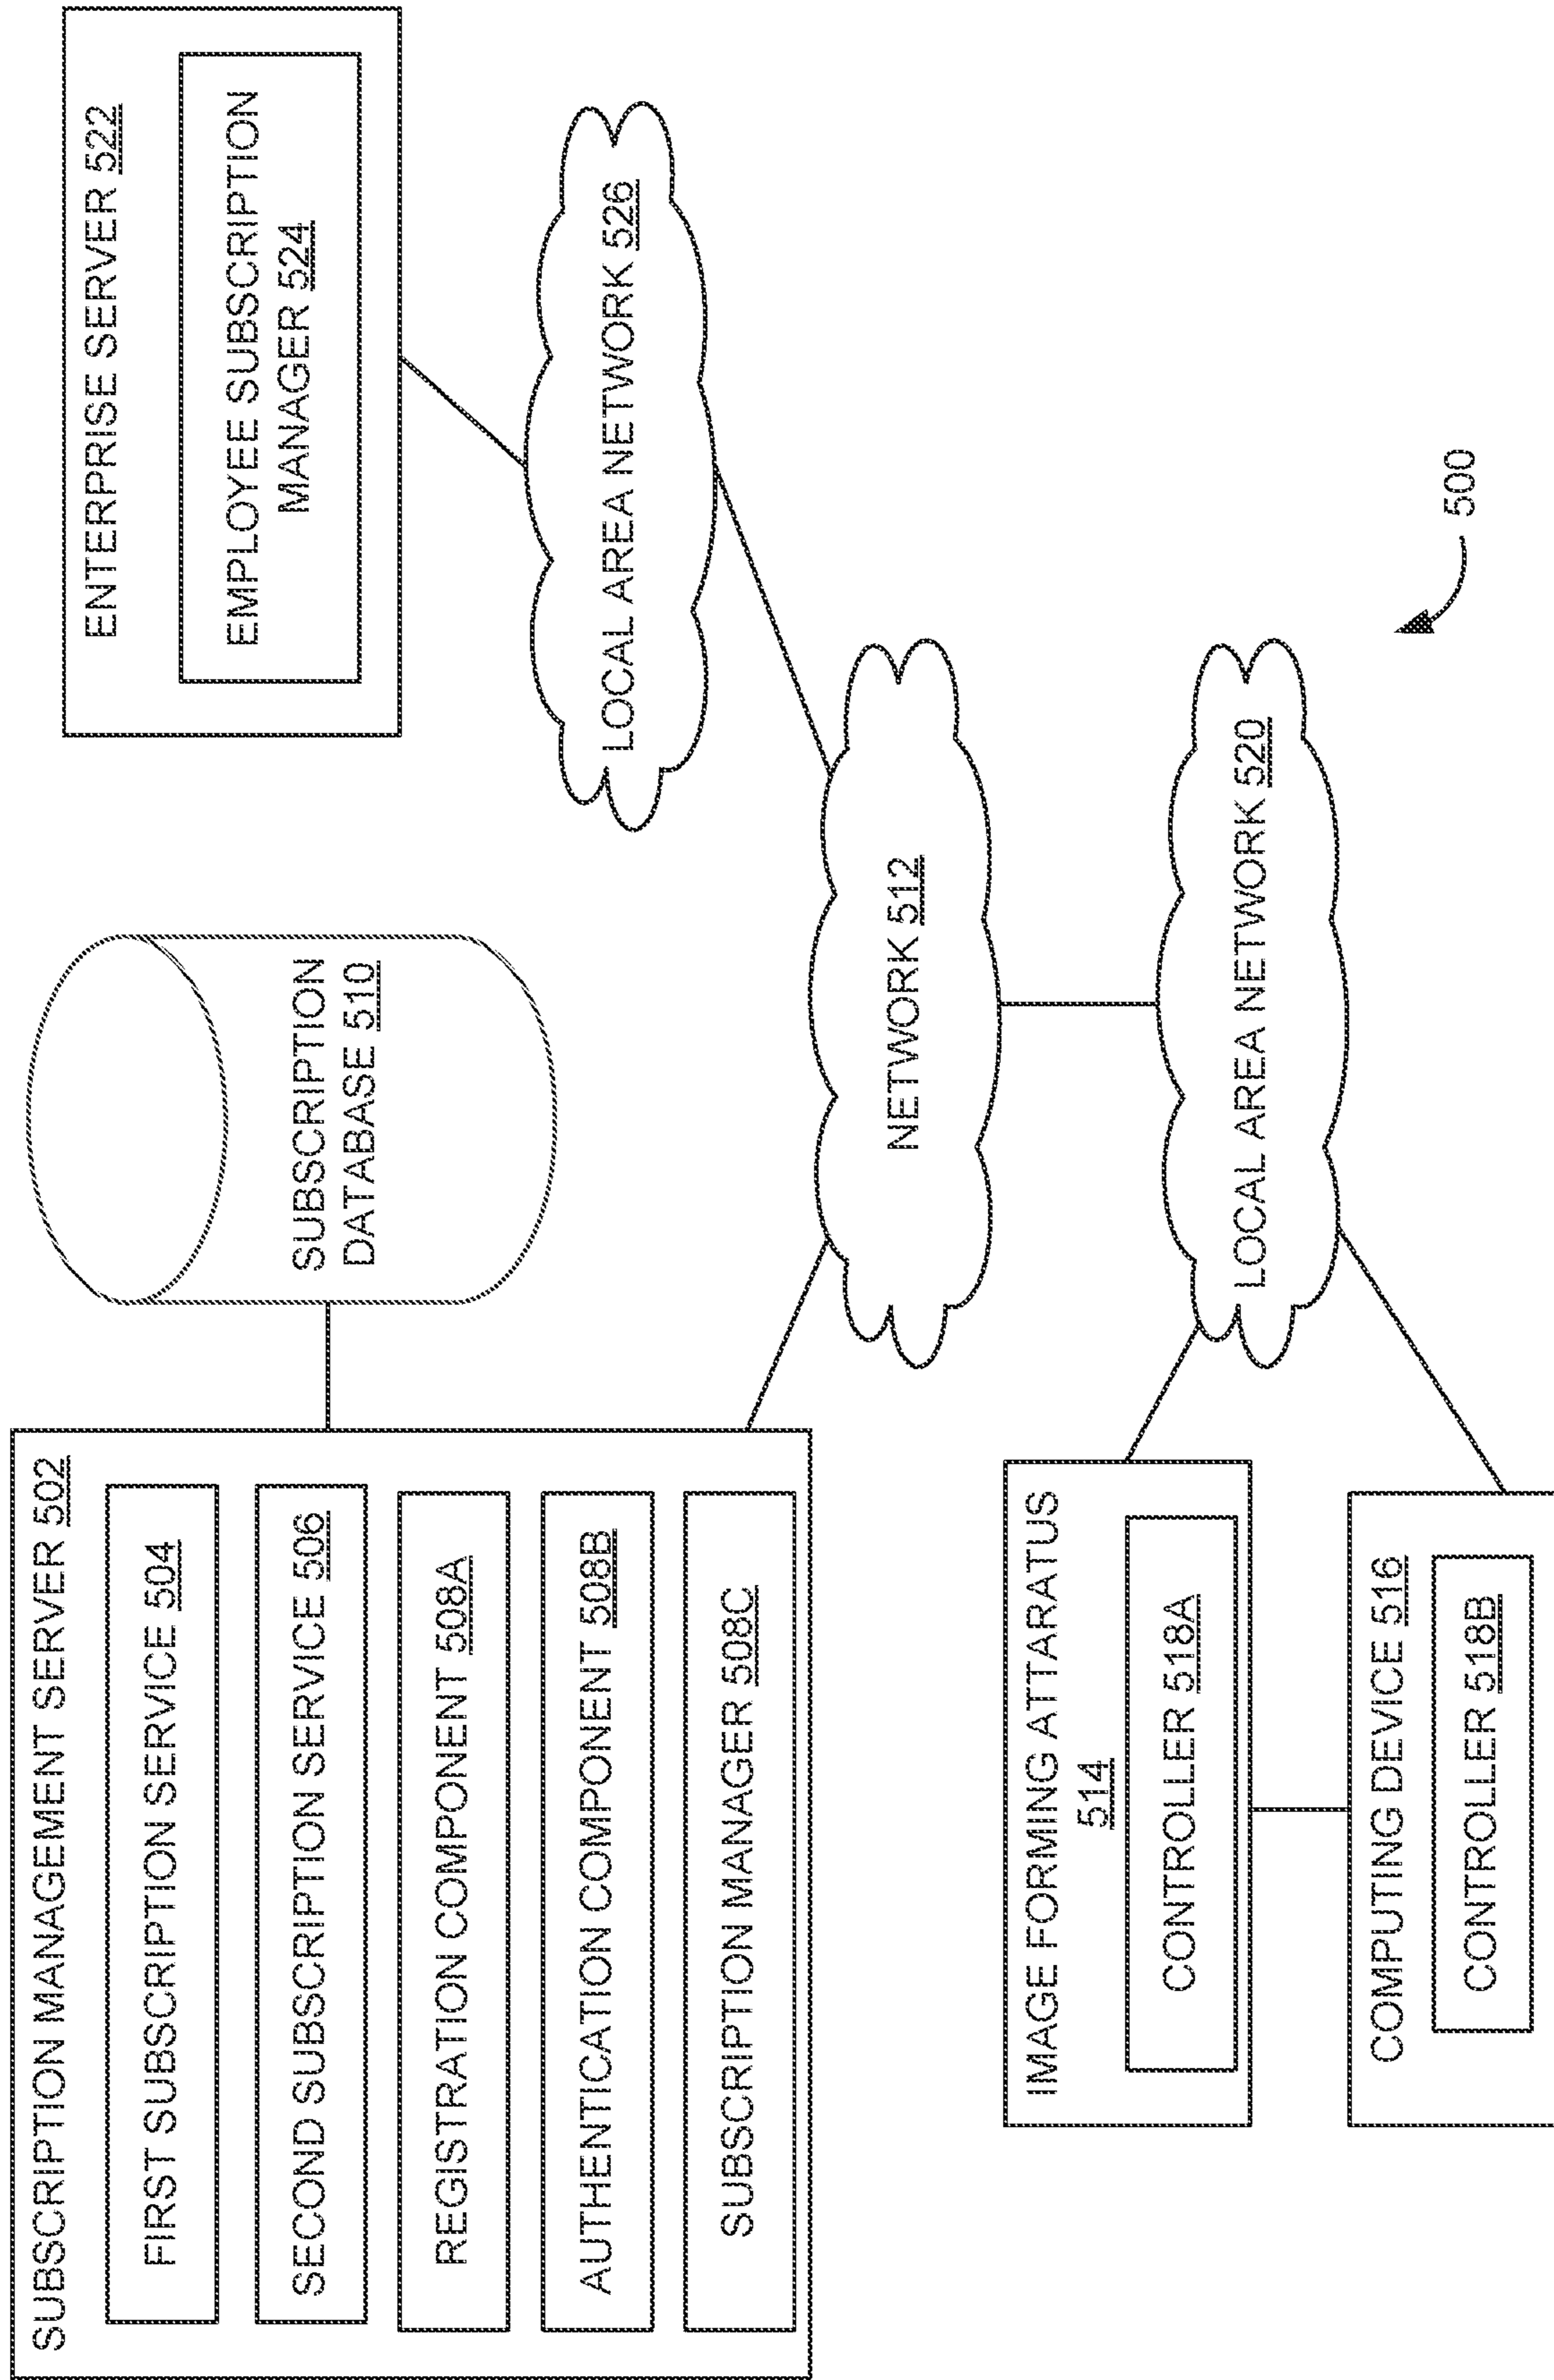 SUBSCRIPTION MANAGEMENT SERVER 502
FIRST SUBSCRIPTION SERVICE 504
SECOND SUBSCRIPTION SERVICE 506
REGISTRATION COMPONENT 508A
AUTHENTICATION COMPONENT 508B
SUBSCRIPTION MANAGER 508C
SUBSCRIPTION
DATABASE 510
ENTERPRISE SERVER 522
EMPLOYEE SUBSCRIPTION
MANAGER 524
LOCAL AREA NETWORK 526
NETWORK 512
IMAGE FORMING ATTARATUS
514
CONTROLLER 518A
COMPUTING DEVICE 516
CONTROLLER 518B
LOCAL AREA NETWORK 520
500